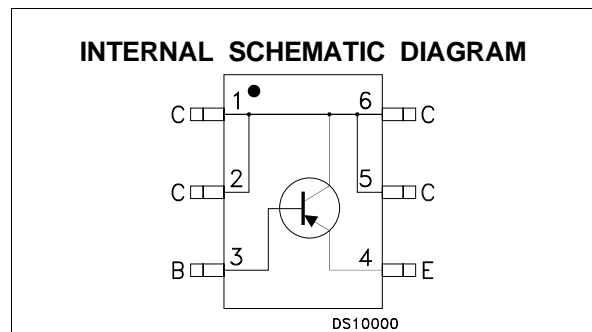 INTERNAL SCHEMATIC DIAGRAM
C 1 6 C
C 2 5 C
B 3 4 E
DS10000